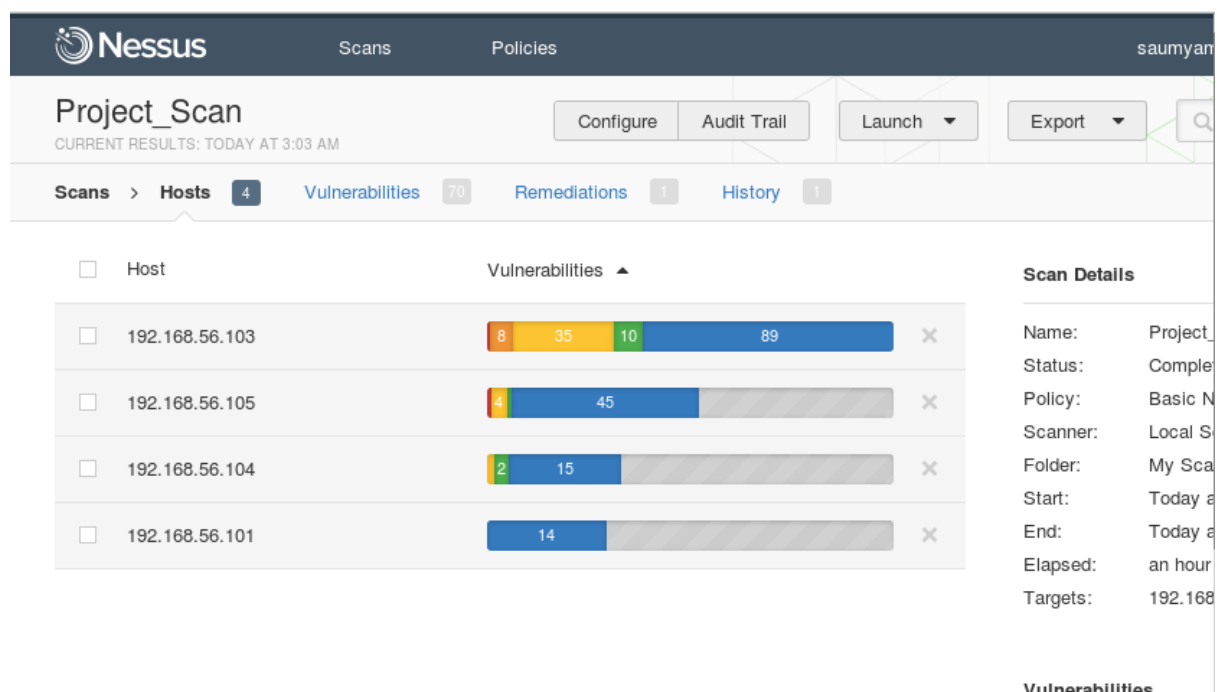 Nessus Scans Policies saumyam
Project_Scan
Configure Audit Trail Launch Export
CURRENT RESULTS: TODAY AT 3:03 AM
Scans > Hosts 4 Vulnerabilities 70 Remediations 1 History 1
Host Vulnerabilities
192.168.56.103 8 35 10 89
192.168.56.105 4 45
192.168.56.104 2 15
192.168.56.101 14
Scan Details
Name: Project_
Status: Complet
Policy: Basic N
Scanner: Local S
Folder: My Sca
Start: Today a
End: Today a
Elapsed: an hour
Targets: 192.168
Vulnerabilities